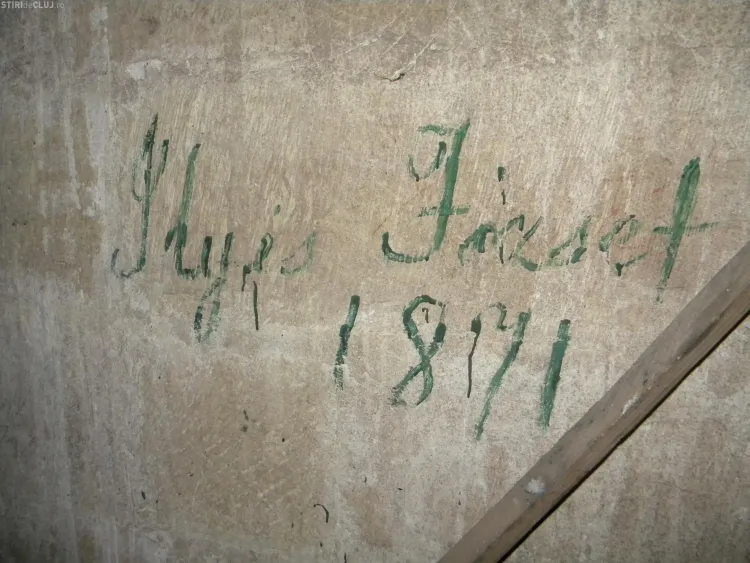 STIRIdeCLUJ.ro
Ilyés József
1871